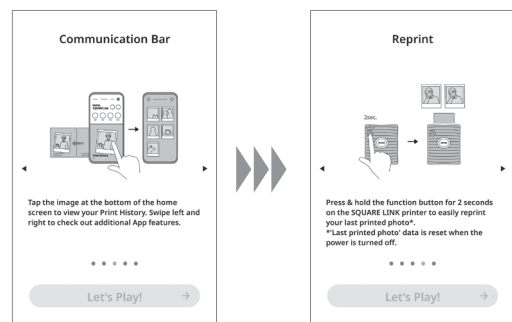 Communication Bar
Tap the image at the bottom of the home
screen to view your Print History. Swipe left and
right to check out additional App features.
Let's Play!
Reprint
2sec.
Press & hold the function button for 2 seconds
on the SQUARE LINK printer to easily reprint
your last printed photo*.
*'Last printed photo' data is reset when the
power is turned off.
Let's Play!